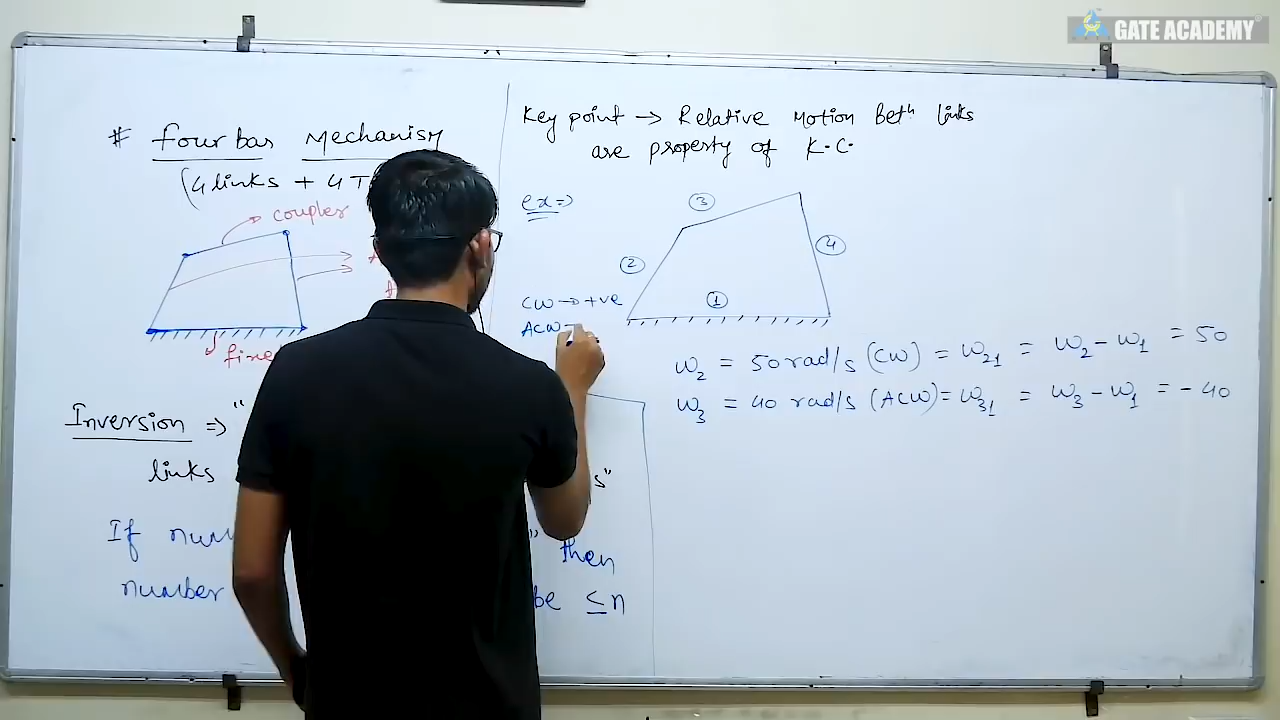 GATE ACADEMY
# Four bar Mechanism
(4 links + 4 T
coupler
fixe
Inversion => "
links s"
If num " then
number be ≤n
Key point → Relative Motion Betn links
are property of K.C.
ex=>
③
②
④
①
CW → +ve
ACW -
ω2 = 50 rad/s (CW) = ω21 = ω2 - ω1 = 50
ω3 = 40 rad/s (ACW) = ω31 = ω3 - ω1 = - 40